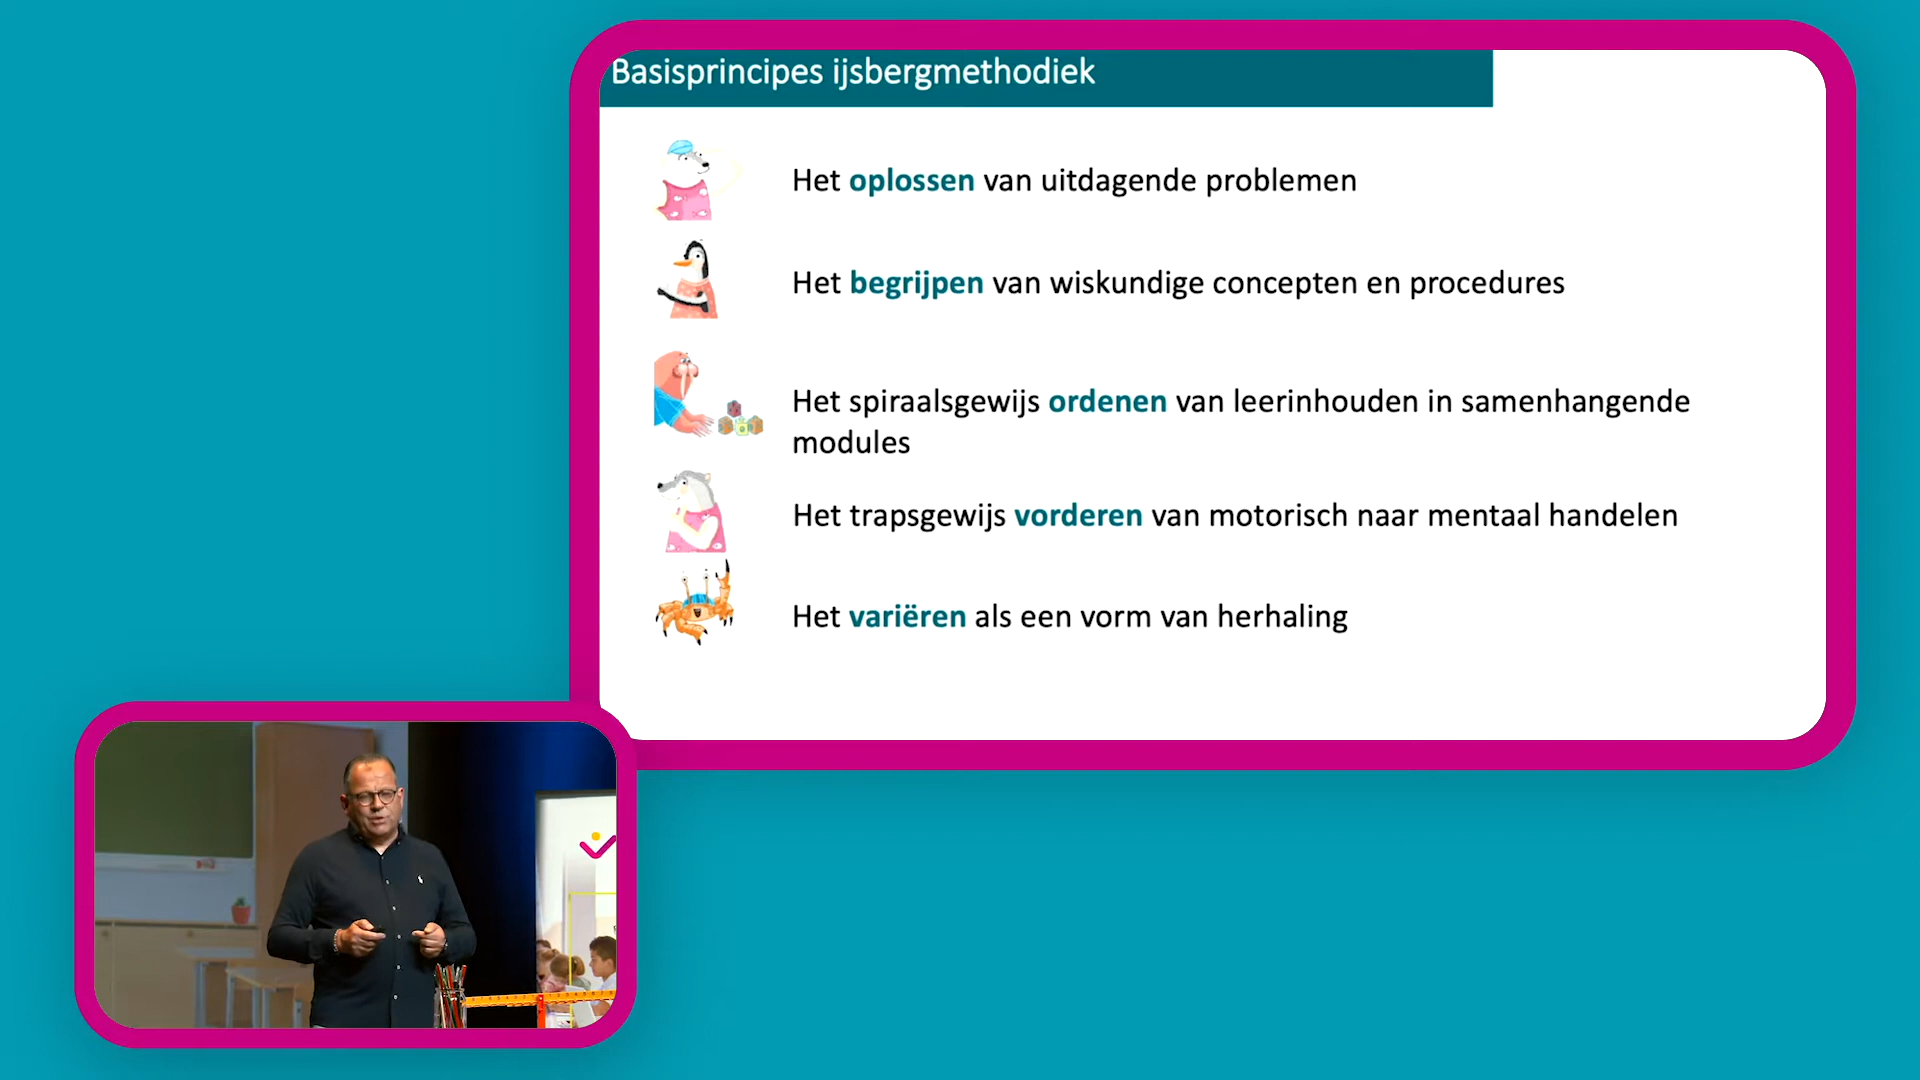 Basisprincipes ijsbergmethodiek
Het oplossen van uitdagende problemen
Het begrijpen van wiskundige concepten en procedures
Het spiraalsgewijs ordenen van leerinhouden in samenhangende
modules
Het trapsgewijs vorderen van motorisch naar mentaal handelen
Het variëren als een vorm van herhaling